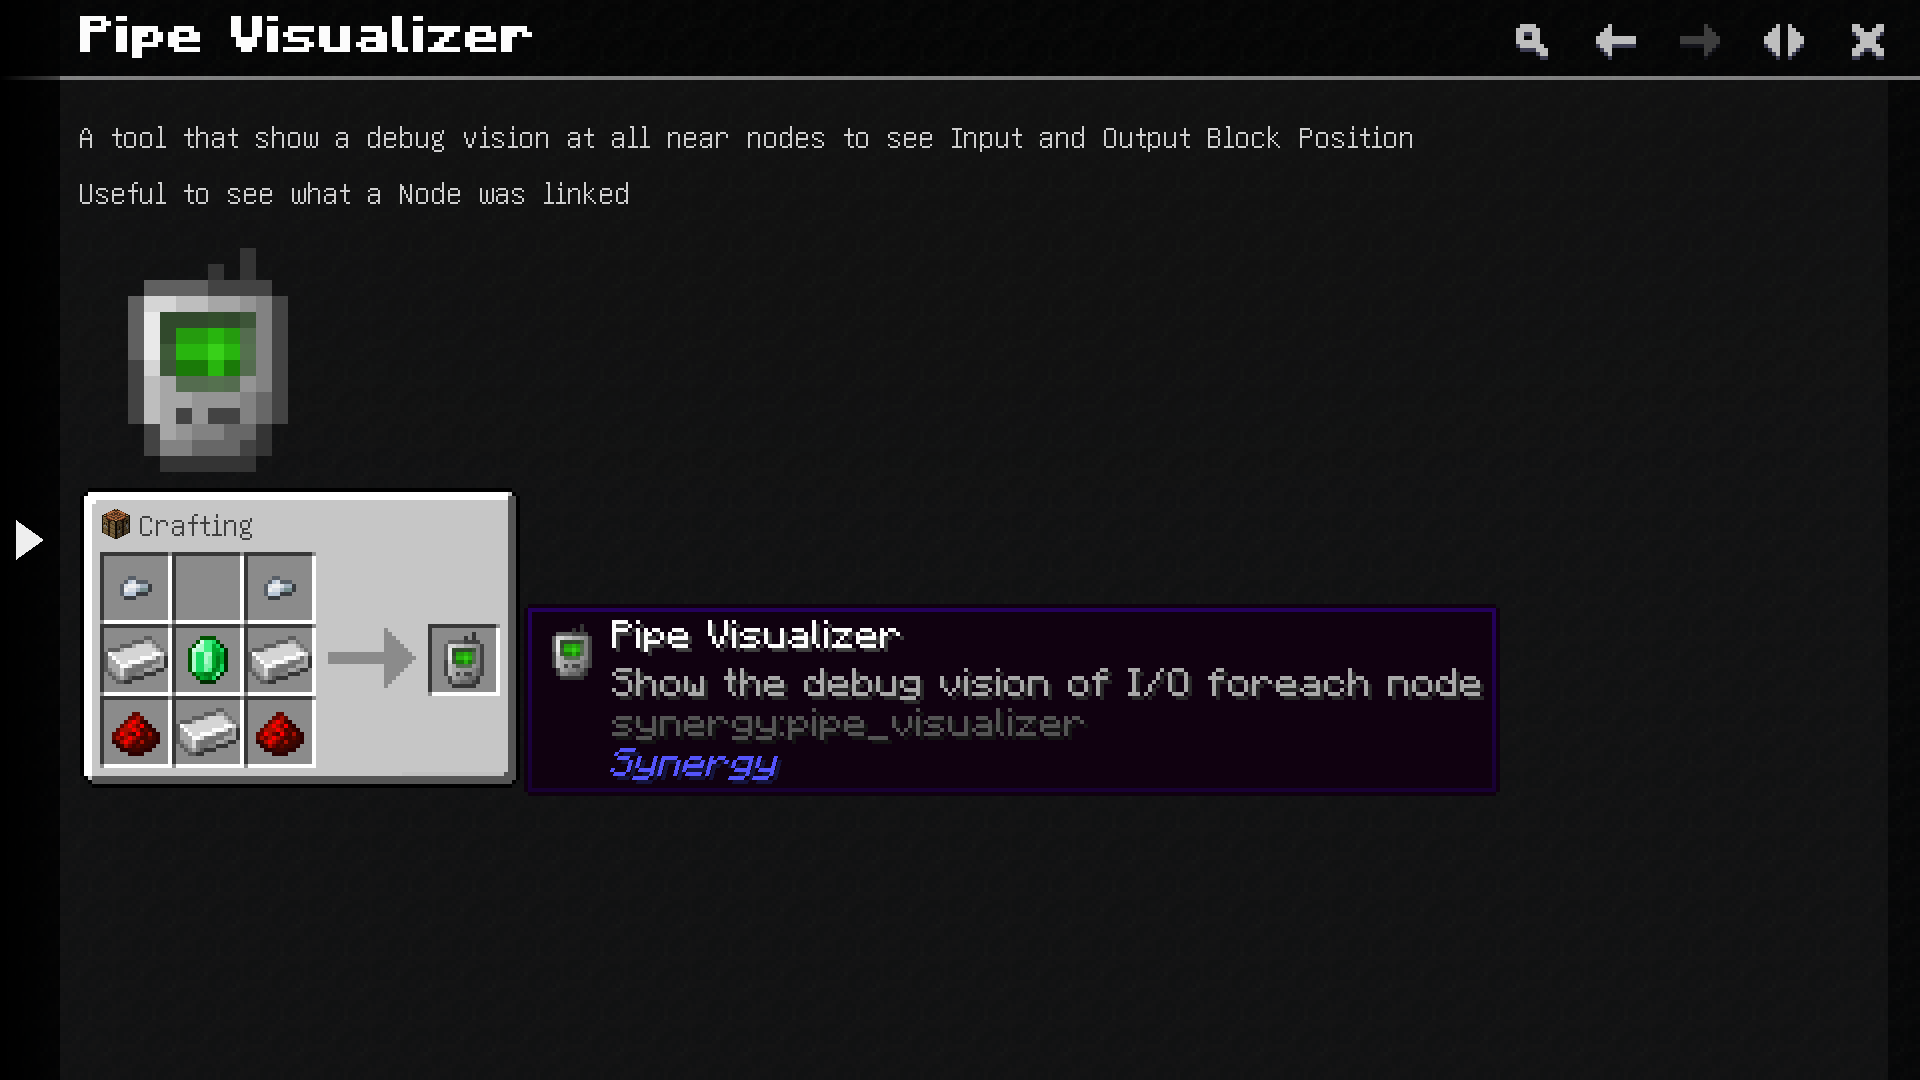 Pipe Visualizer
A tool that show a debug vision at all near nodes to see Input and Output Block Position
Useful to see what a Node was linked
Crafting
Pipe Visualizer
Show the debug vision of I/O foreach node
synergy:pipe_visualizer
Synergy